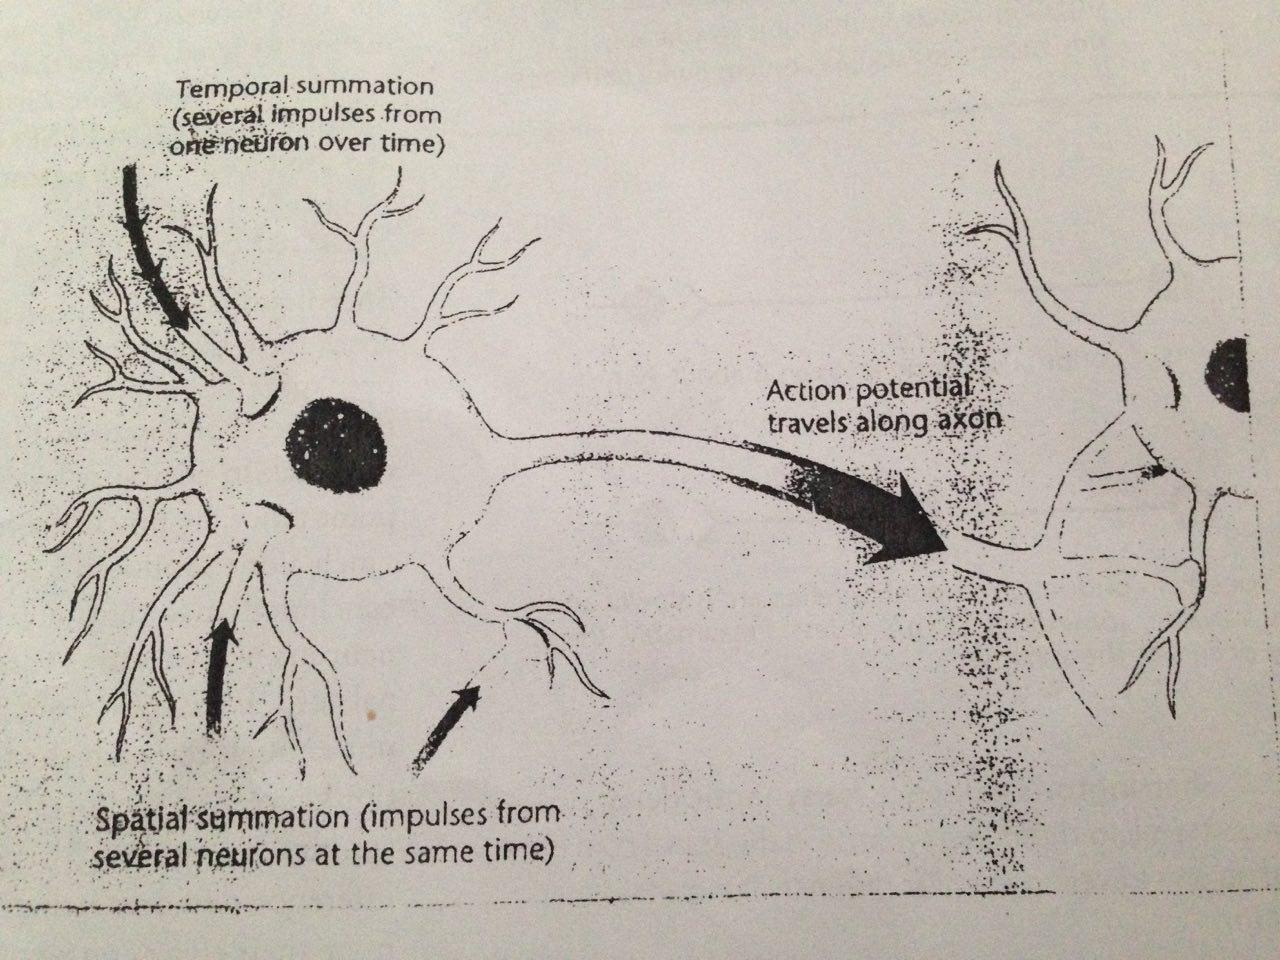 Temporal summation
(several impulses from
one neuron over time)
Action potential
travels along axon
Spatial summation (impulses from
several neurons at the same time)